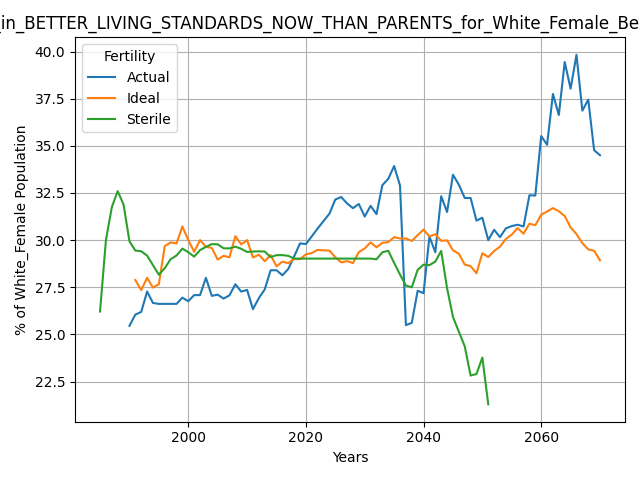 _in_BETTER_LIVING_STANDARDS_NOW_THAN_PARENTS_for_White_Female_Be
Fertility
Actual
Ideal
Sterile
% of White_Female Population
40.0
37.5
35.0
32.5
30.0
27.5
25.0
22.5
2000
2020
2040
2060
Years